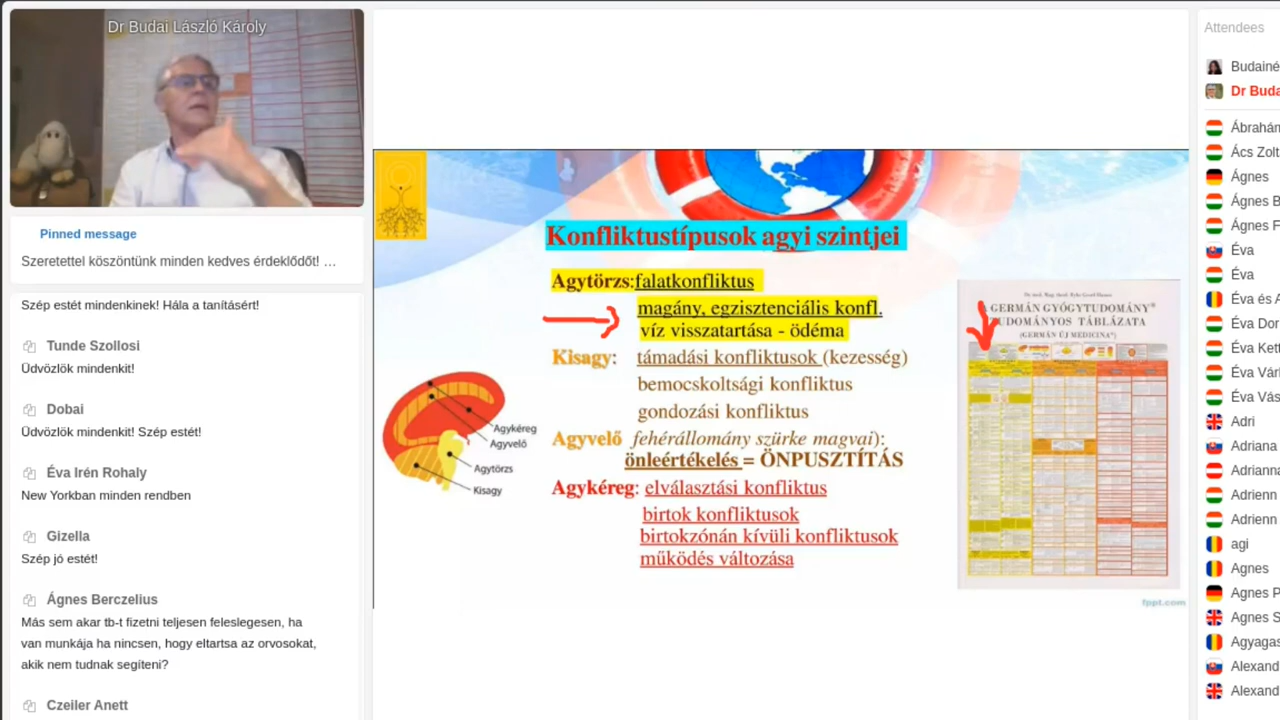 Dr Budai László Károly
Pinned message
Szeretettel köszöntünk minden kedves érdeklődőt! …
Szép estét mindenkinek! Hála a tanításért!
Tunde Szollosi
Üdvözlök mindenkit!
Dobai
Üdvözlök mindenkit! Szép estét!
Éva Irén Rohaly
New Yorkban minden rendben
Gizella
Szép jó estét!
Ágnes Berczelius
Más sem akar tb-t fizetni teljesen feleslegesen, ha
van munkája ha nincsen, hogy eltartsa az orvosokat,
akik nem tudnak segíteni?
Czeiler Anett
Konfliktustípusok agyi szintjei
Agytörzs:falatkonfliktus
magány, egzisztenciális konfl.
víz visszatartása - ödéma
Kisagy: támadási konfliktusok (kezesség)
bemocskoltsági konfliktus
gondozási konfliktus
Agyvelő fehérállomány szürke magvai):
önleértékelés = ÖNPUSZTÍTÁS
Agykéreg: elválasztási konfliktus
birtok konfliktusok
birtokzónán kívüli konfliktusok
működés változása
Agykéreg
Agyvelő
Agytörzs
Kisagy
GERMÁN GYÓGYTUDOMÁNY®
TUDOMÁNYOS TÁBLÁZATA
(GERMÁN ÚJ MEDICINA®)
fppt.com
Attendees
Budainé
Dr Buda
Ábrahám
Ács Zolt
Ágnes
Ágnes B
Ágnes F
Éva
Éva
Éva és A
Éva Dor
Éva Kett
Éva Vár
Éva Vás
Adri
Adriana
Adrianna
Adrienn
Adrienn
agi
Agnes
Agnes P
Agnes S
Agyagas
Alexand
Alexand